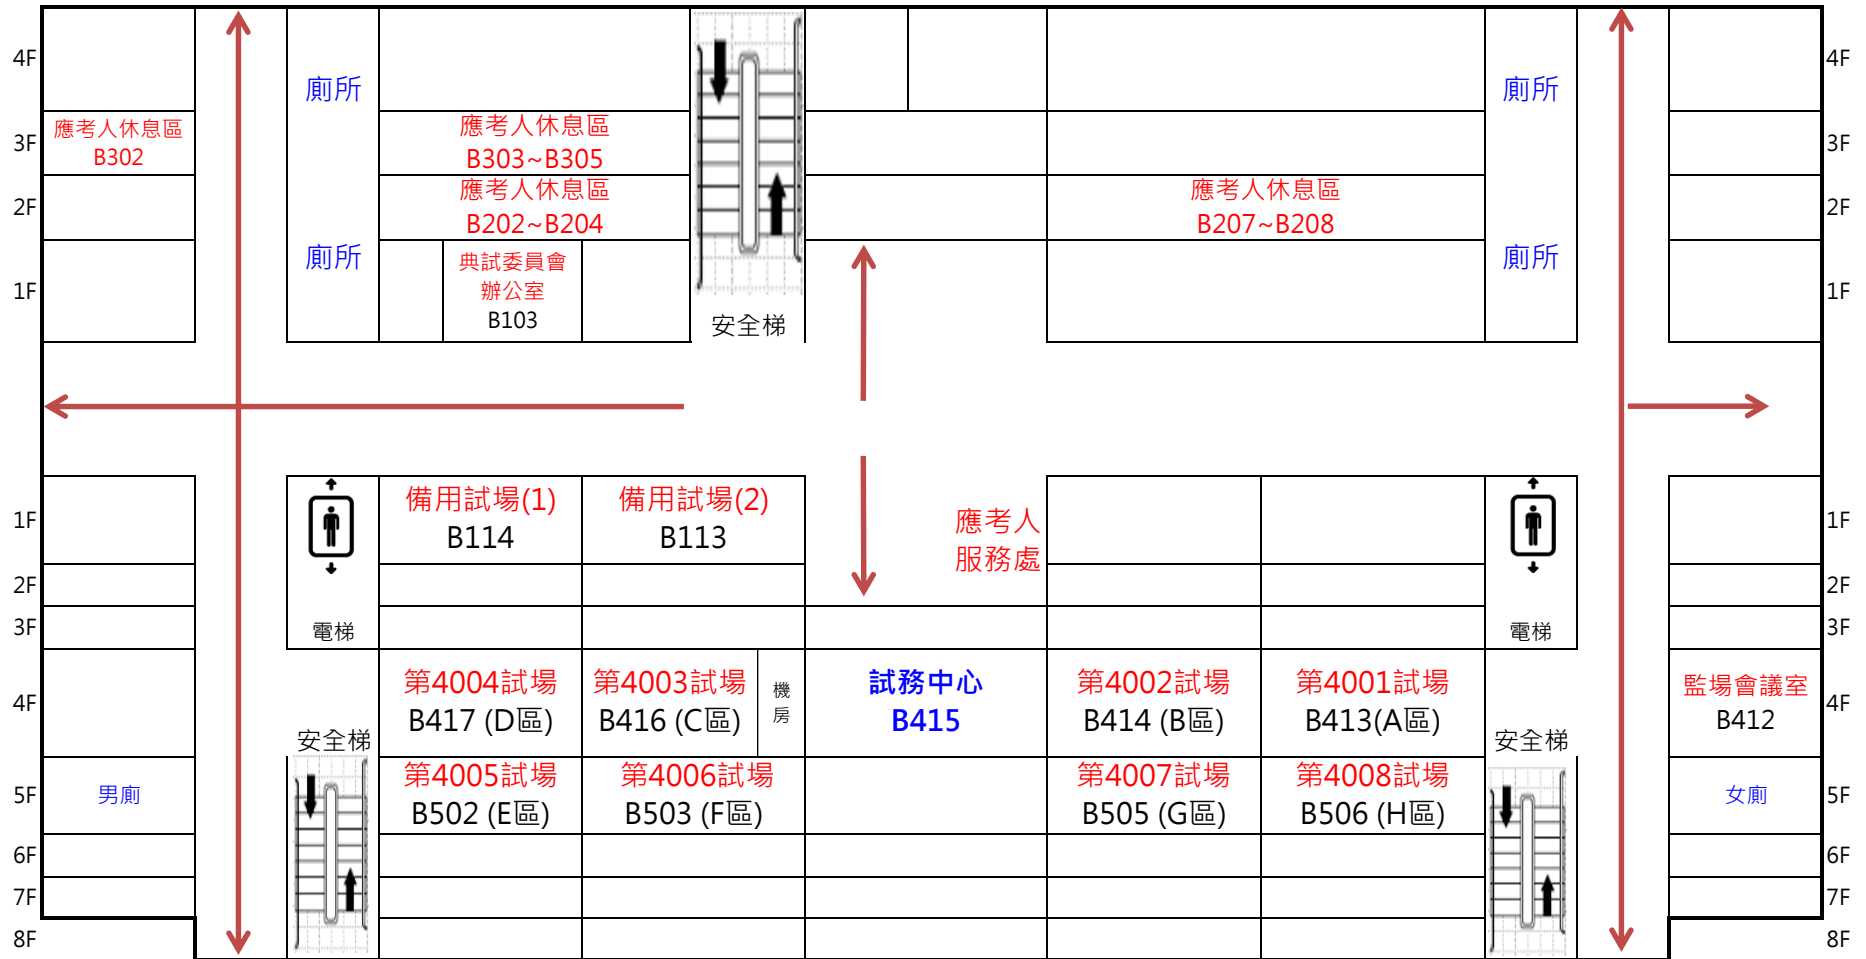 4F
廁所
廁所
4F
3F
應考人休息區
B302
應考人休息區
B303~B305
3F
2F
應考人休息區
B202~B204
應考人休息區
B207~B208
2F
1F
廁所
典試委員會
辦公室
B103
安全梯
廁所
1F
1F
備用試場(1)
B114
備用試場(2)
B113
應考人
服務處
1F
2F
2F
3F
電梯
電梯
3F
4F
第4004試場
B417 (D區)
第4003試場
B416 (C區)
機
房
試務中心
B415
第4002試場
B414 (B區)
第4001試場
B413(A區)
監場會議室
B412
4F
安全梯
安全梯
5F
男廁
第4005試場
B502 (E區)
第4006試場
B503 (F區)
第4007試場
B505 (G區)
第4008試場
B506 (H區)
女廁
5F
6F
6F
7F
7F
8F
8F